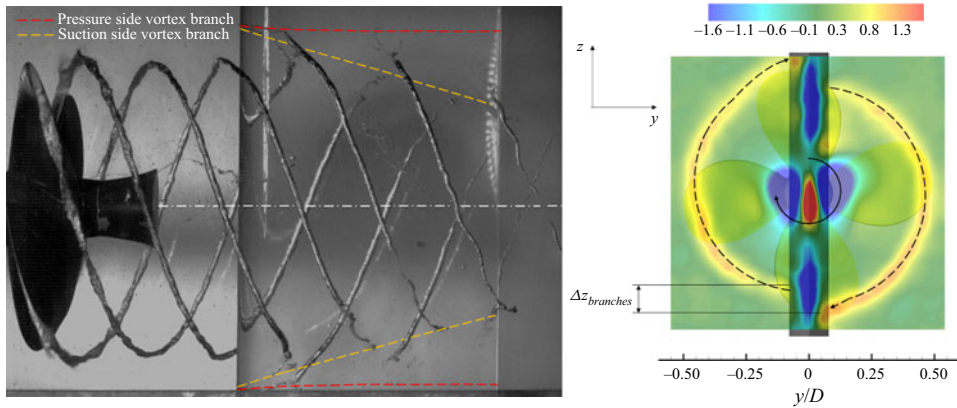 Pressure side vortex branch
Suction side vortex branch
−1.6 −1.1 −0.6 −0.1 0.3 0.8 1.3
z
y
Δz_branches
−0.50 −0.25 0 0.25 0.50
y/D